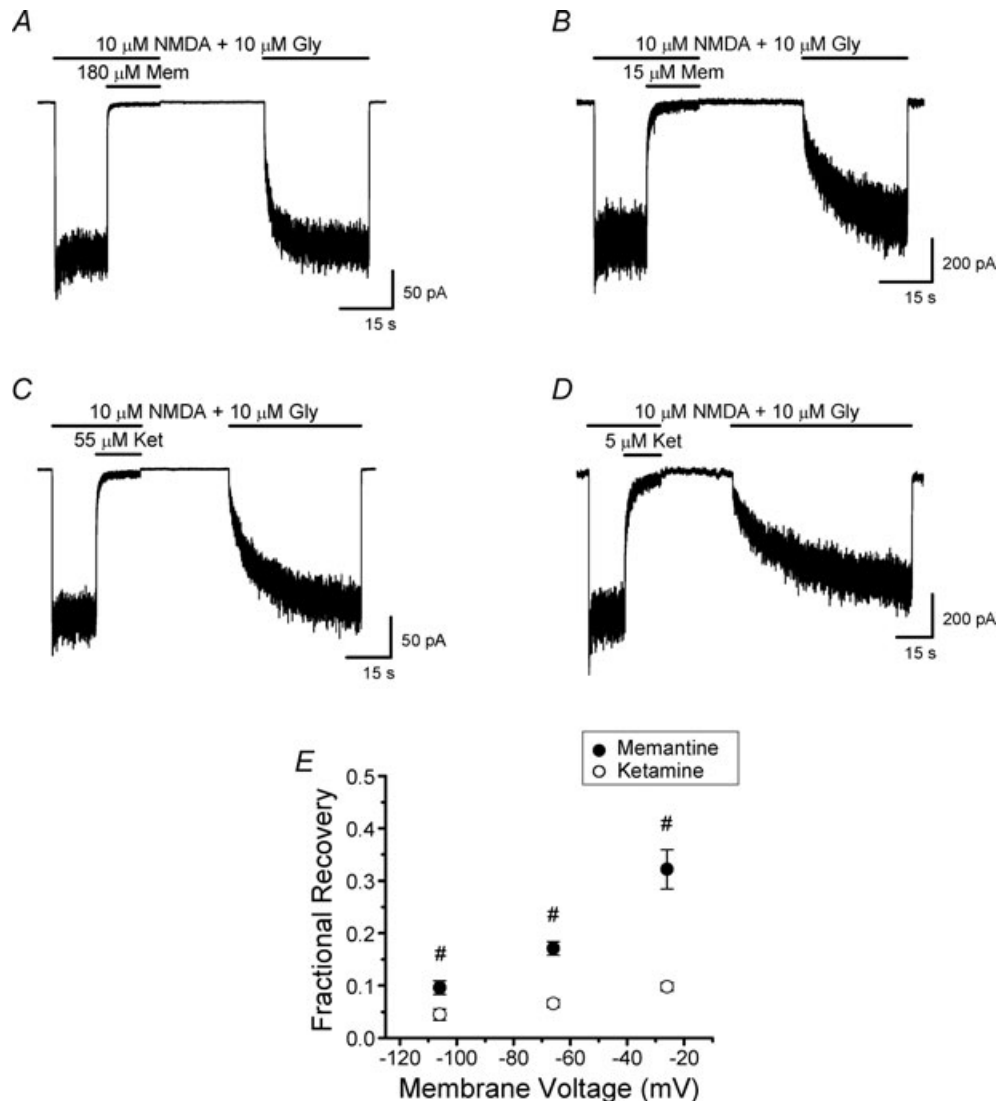 A
10 μM NMDA + 10 μM Gly
180 μM Mem
50 pA
15 s
B
10 μM NMDA + 10 μM Gly
15 μM Mem
200 pA
15 s
C
10 μM NMDA + 10 μM Gly
55 μM Ket
50 pA
15 s
D
10 μM NMDA + 10 μM Gly
5 μM Ket
200 pA
15 s
E
Memantine
Ketamine
0.5
0.4
0.3
0.2
0.1
0.0
Fractional Recovery
# # #
-120 -100 -80 -60 -40 -20
Membrane Voltage (mV)